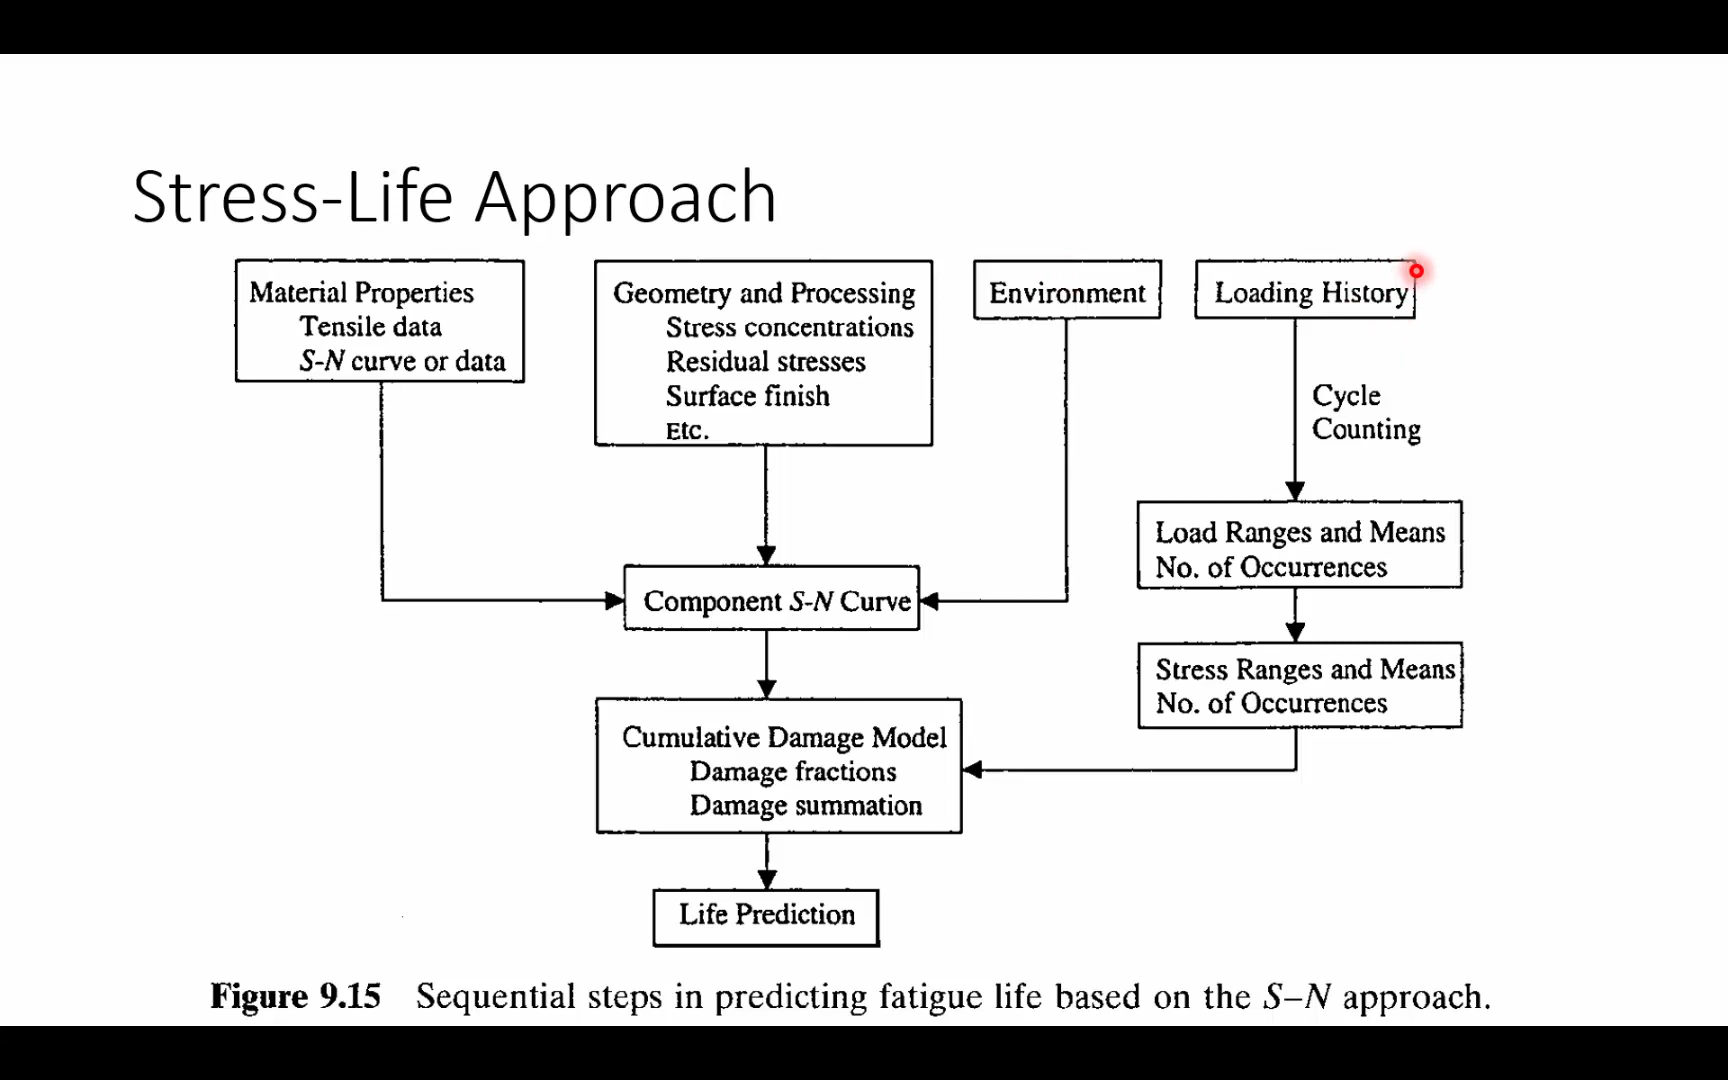 Stress-Life Approach
Material Properties
Tensile data
S-N curve or data
Geometry and Processing
Stress concentrations
Residual stresses
Surface finish
Etc.
Environment
Loading History
Cycle
Counting
Load Ranges and Means
No. of Occurrences
Component S-N Curve
Stress Ranges and Means
No. of Occurrences
Cumulative Damage Model
Damage fractions
Damage summation
Life Prediction
Figure 9.15 Sequential steps in predicting fatigue life based on the S–N approach.